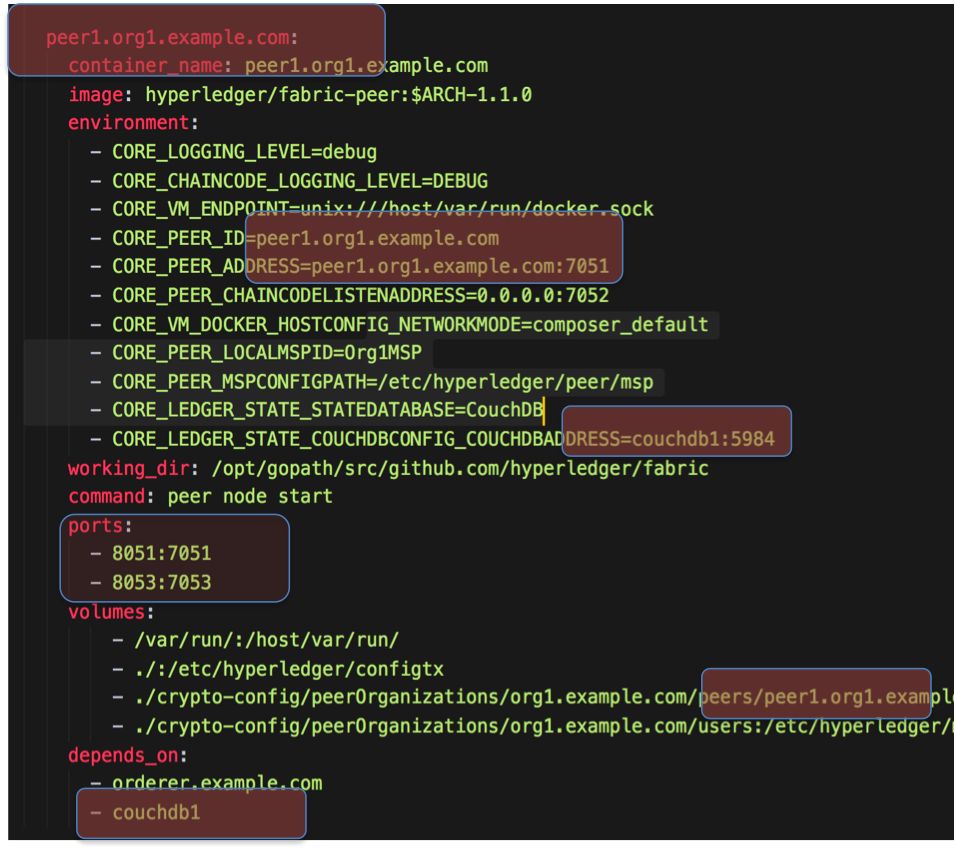 peer1.org1.example.com:
container_name: peer1.org1.example.com
image: hyperledger/fabric-peer:$ARCH-1.1.0
environment:
- CORE_LOGGING_LEVEL=debug
- CORE_CHAINCODE_LOGGING_LEVEL=DEBUG
- CORE_VM_ENDPOINT=unix:///host/var/run/docker.sock
- CORE_PEER_ID=peer1.org1.example.com
- CORE_PEER_ADDRESS=peer1.org1.example.com:7051
- CORE_PEER_CHAINCODELISTENADDRESS=0.0.0.0:7052
- CORE_VM_DOCKER_HOSTCONFIG_NETWORKMODE=composer_default
- CORE_PEER_LOCALMSPID=Org1MSP
- CORE_PEER_MSPCONFIGPATH=/etc/hyperledger/peer/msp
- CORE_LEDGER_STATE_STATEDATABASE=CouchDB
- CORE_LEDGER_STATE_COUCHDBCONFIG_COUCHDBADDRESS=couchdb1:5984
working_dir: /opt/gopath/src/github.com/hyperledger/fabric
command: peer node start
ports:
- 8051:7051
- 8053:7053
volumes:
- /var/run/:/host/var/run/
- ./:/etc/hyperledger/configtx
- ./crypto-config/peerOrganizations/org1.example.com/peers/peer1.org1.exampl
- ./crypto-config/peerOrganizations/org1.example.com/users:/etc/hyperledger/
depends_on:
- orderer.example.com
- couchdb1